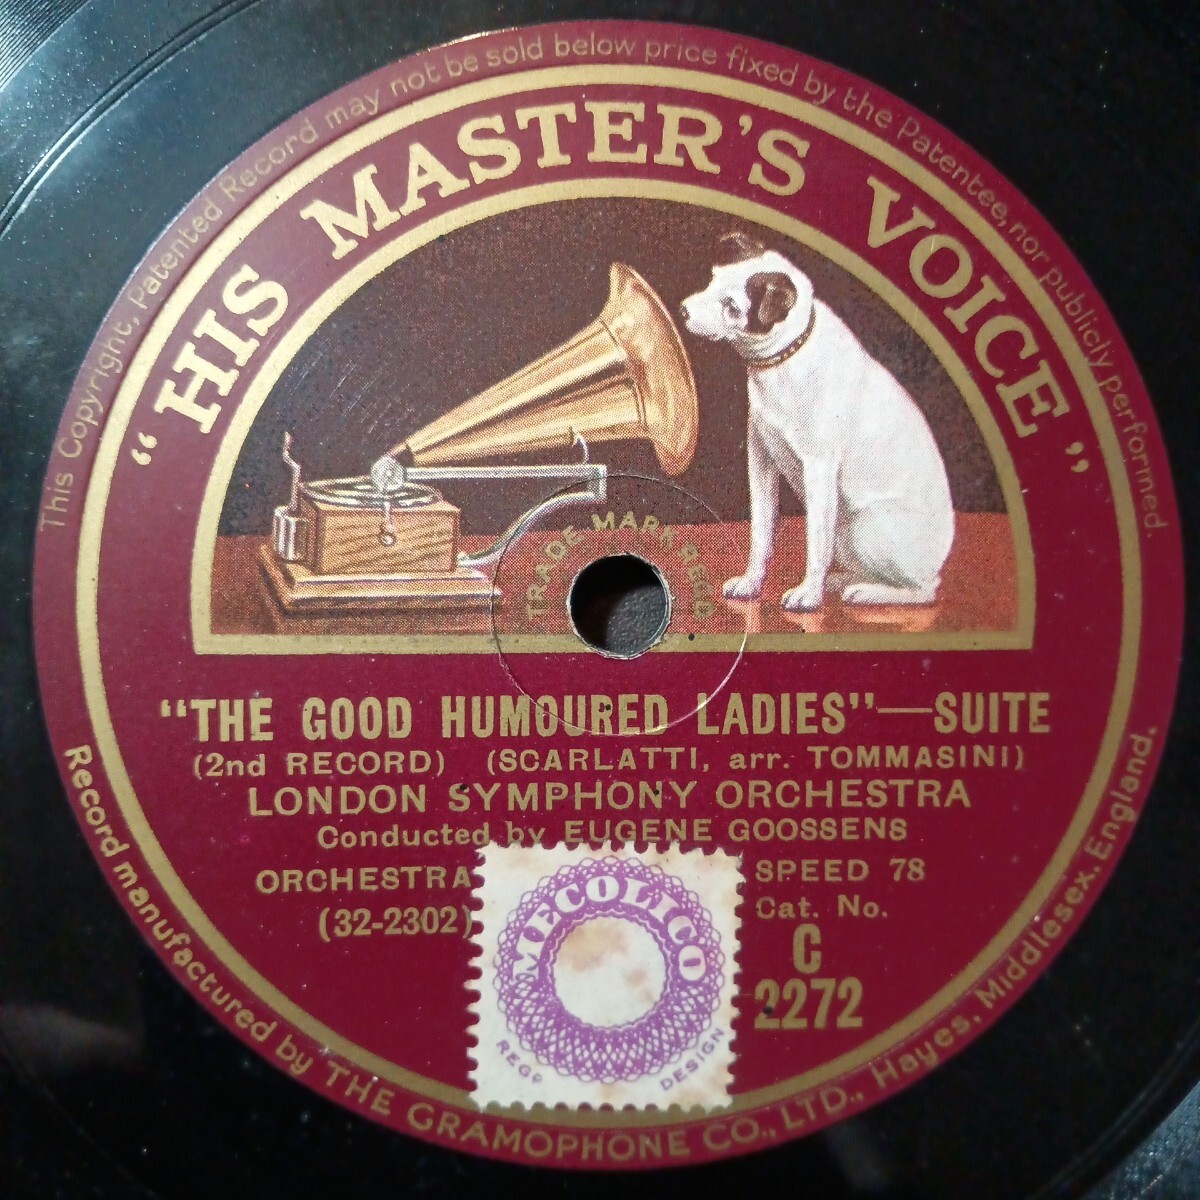 This Copyright, Patented Record may not be sold below price fixed by the Patentee, nor publicly performed.
"HIS MASTER'S VOICE"
TRADE MARK REGD
"THE GOOD HUMOURED LADIES"—SUITE
(2nd RECORD) (SCARLATTI, arr. TOMMASINI)
LONDON SYMPHONY ORCHESTRA
Conducted by EUGENE GOOSSENS
ORCHESTRA SPEED 78
(32-2302) Cat. No.
C
2272
MECOLICO
REGD DESIGN
Record manufactured by THE GRAMOPHONE CO., LTD., Hayes, Middlesex, England.